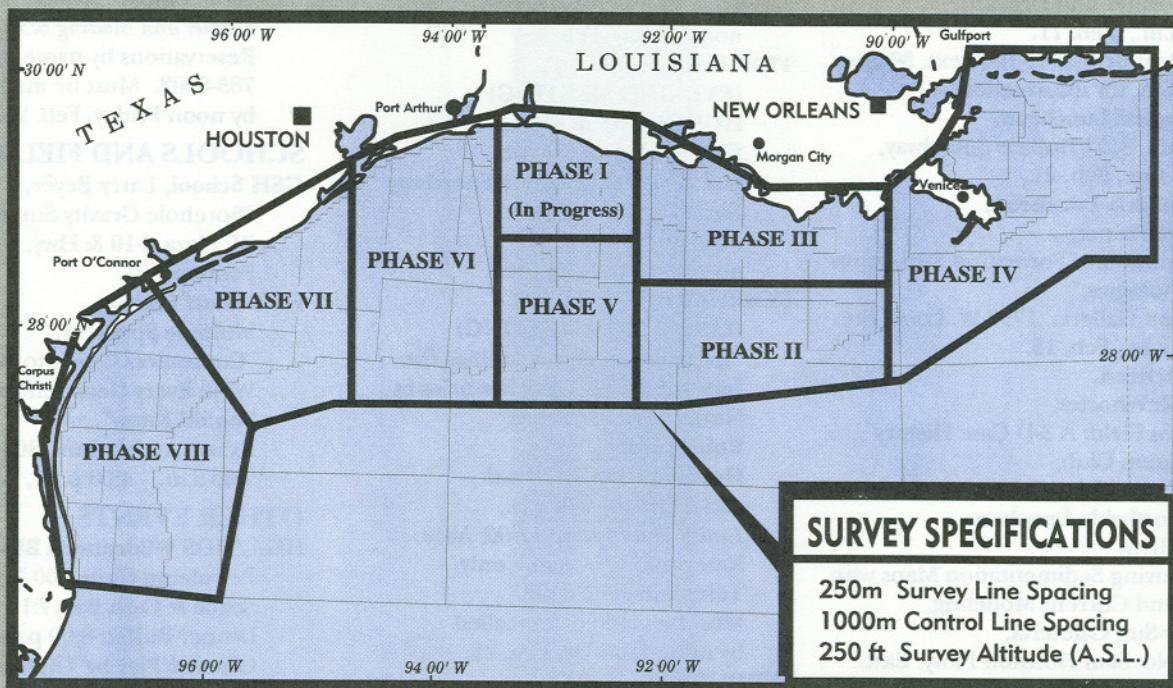 96°00' W
94°00' W
92°00' W
90°00' W
Gulfport
30°00' N
TEXAS
LOUISIANA
Port Arthur
NEW ORLEANS
HOUSTON
Morgan City
PHASE I
(In Progress)
Venice
PHASE III
Port O'Connor
PHASE VI
PHASE IV
PHASE VII
PHASE V
28°00' N
28°00' N
PHASE II
Corpus
Christi
PHASE VIII
SURVEY SPECIFICATIONS
250m Survey Line Spacing
1000m Control Line Spacing
250 ft Survey Altitude (A.S.L.)
96°00' W
94°00' W
92°00' W